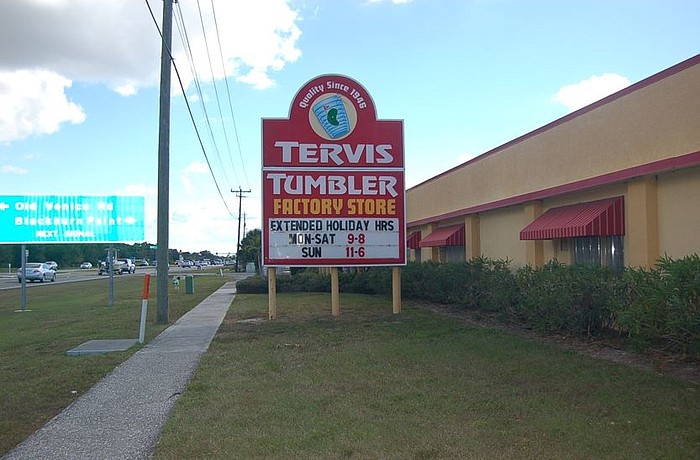 Quality Since 1946
TERVIS
TUMBLER
FACTORY STORE
EXTENDED HOLIDAY HRS
MON-SAT 9-8
SUN 11-6
← Old Venice Rd
Blackburn Point →
NEXT SIGNAL